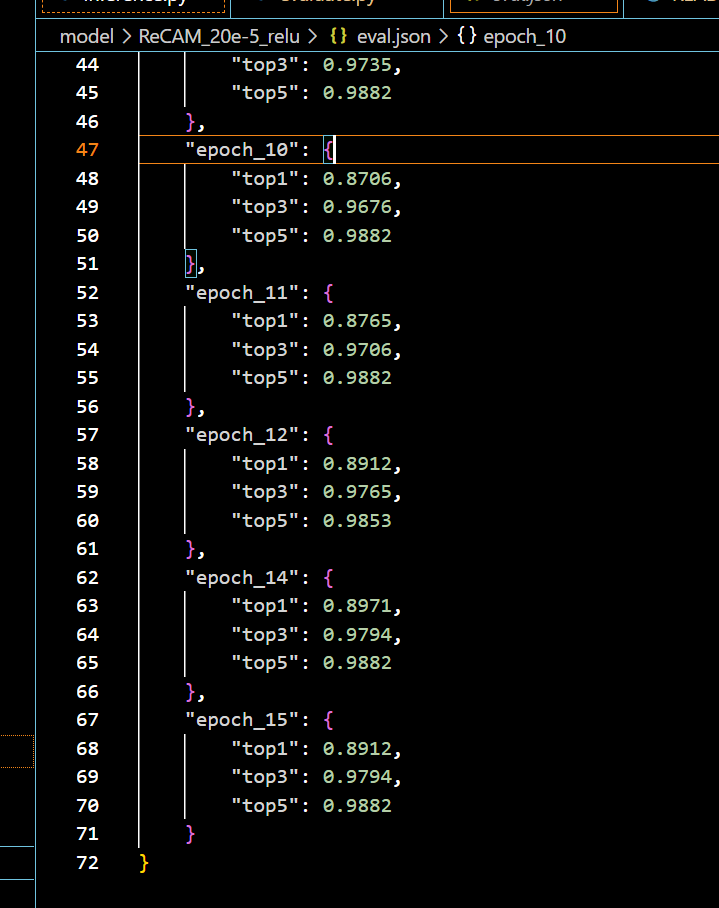 model > ReCAM_20e-5_relu > {} eval.json > {} epoch_10
44 "top3": 0.9735,
45 "top5": 0.9882
46 },
47 "epoch_10": {
48 "top1": 0.8706,
49 "top3": 0.9676,
50 "top5": 0.9882
51 },
52 "epoch_11": {
53 "top1": 0.8765,
54 "top3": 0.9706,
55 "top5": 0.9882
56 },
57 "epoch_12": {
58 "top1": 0.8912,
59 "top3": 0.9765,
60 "top5": 0.9853
61 },
62 "epoch_14": {
63 "top1": 0.8971,
64 "top3": 0.9794,
65 "top5": 0.9882
66 },
67 "epoch_15": {
68 "top1": 0.8912,
69 "top3": 0.9794,
70 "top5": 0.9882
71 }
72 }